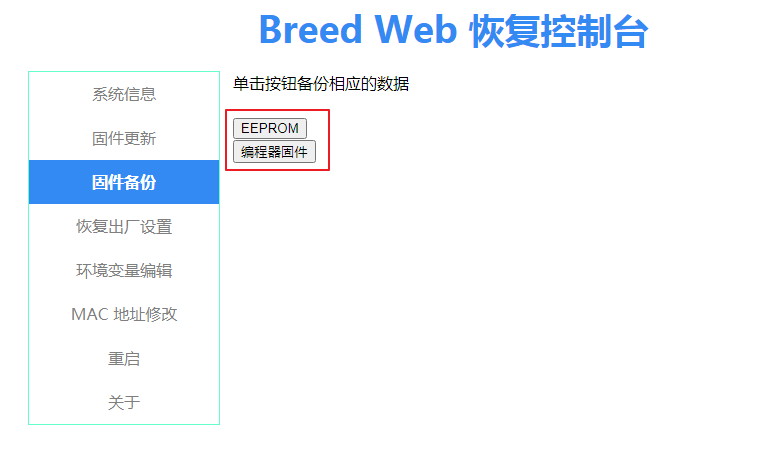 Breed Web 恢复控制台
系统信息
固件更新
固件备份
恢复出厂设置
环境变量编辑
MAC 地址修改
重启
关于
单击按钮备份相应的数据
EEPROM
编程器固件